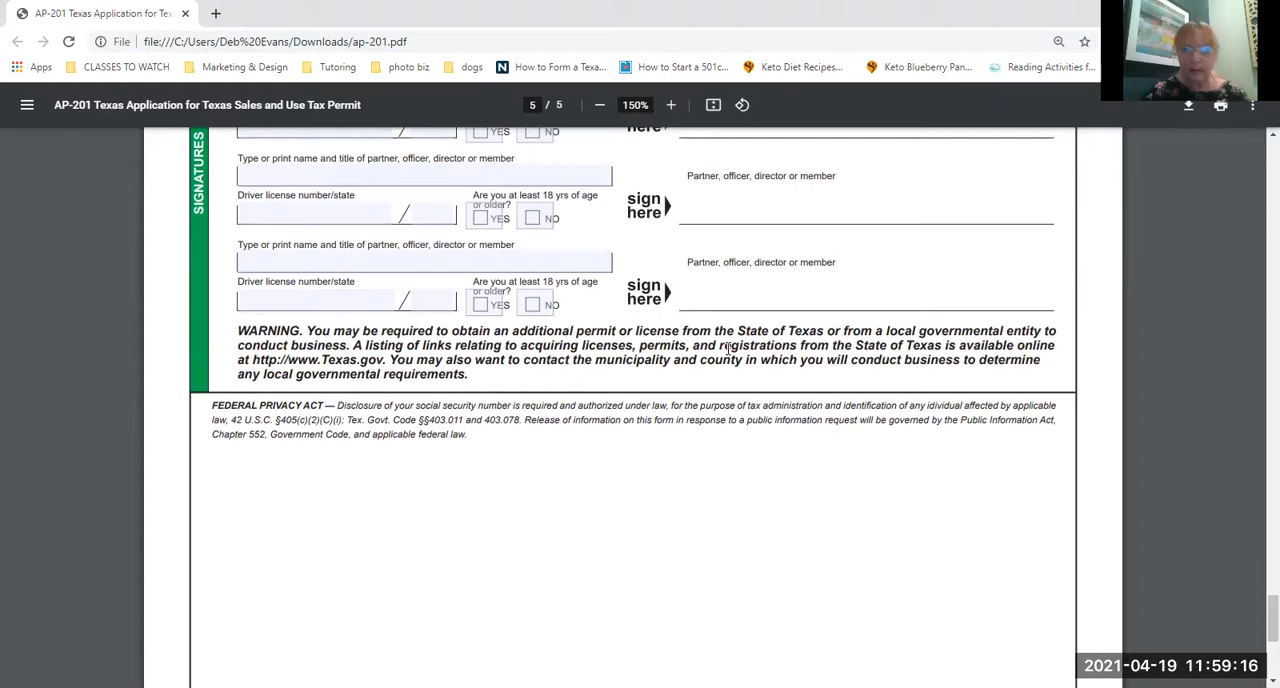 AP-201 Texas Application for Tex
File file:///C:/Users/Deb%20Evans/Downloads/ap-201.pdf
Apps CLASSES TO WATCH Marketing & Design Tutoring photo biz dogs How to Form a Texa... How to Start a 501c... Keto Diet Recipes... Keto Blueberry Pan... Reading Activities f
AP-201 Texas Application for Texas Sales and Use Tax Permit 5 / 5 150%
SIGNATURES
/ YES NO here
Type or print name and title of partner, officer, director or member
Partner, officer, director or member
Driver license number/state Are you at least 18 yrs of age
or older?
/ YES NO
sign
here
Type or print name and title of partner, officer, director or member
Partner, officer, director or member
Driver license number/state Are you at least 18 yrs of age
or older?
/ YES NO
sign
here
WARNING. You may be required to obtain an additional permit or license from the State of Texas or from a local governmental entity to
conduct business. A listing of links relating to acquiring licenses, permits, and registrations from the State of Texas is available online
at http://www.Texas.gov. You may also want to contact the municipality and county in which you will conduct business to determine
any local governmental requirements.
FEDERAL PRIVACY ACT — Disclosure of your social security number is required and authorized under law, for the purpose of tax administration and identification of any idividual affected by applicable
law, 42 U.S.C. §405(c)(2)(C)(i); Tex. Govt. Code §§403.011 and 403.078. Release of information on this form in response to a public information request will be governed by the Public Information Act,
Chapter 552, Government Code, and applicable federal law.
2021-04-19 11:59:16